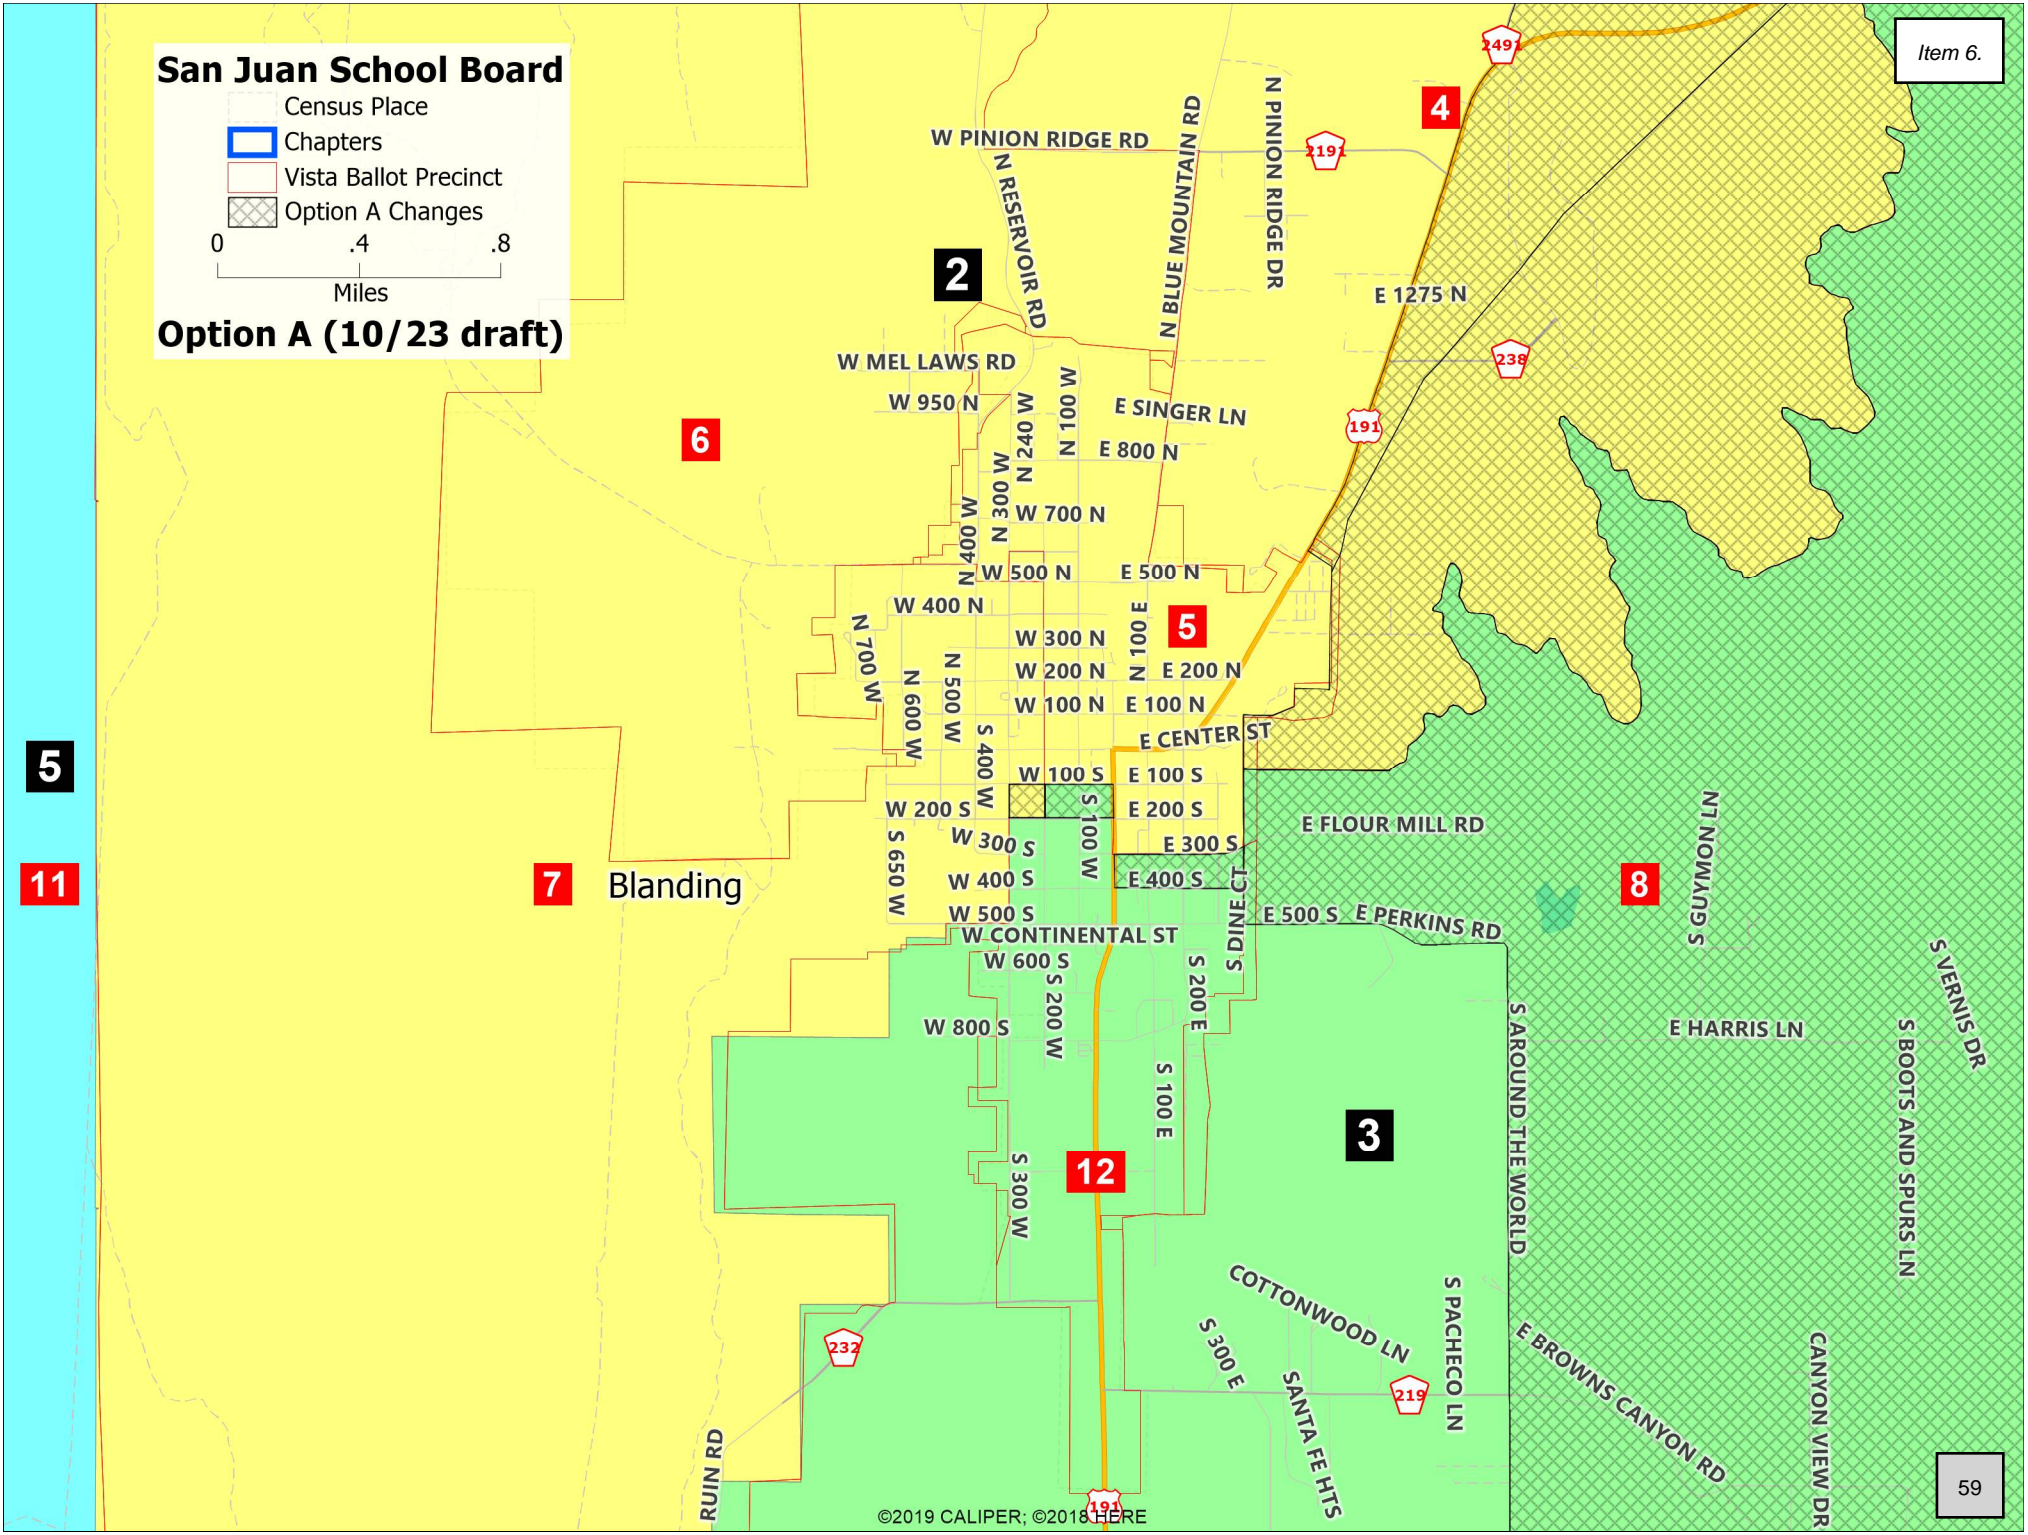 San Juan School Board
Census Place
Chapters
Vista Ballot Precinct
Option A Changes
0 .4 .8
Miles
Option A (10/23 draft)
Item 6.
2491
4
W PINION RIDGE RD
N BLUE MOUNTAIN RD
N PINION RIDGE DR
2191
N RESERVOIR RD
2
E 1275 N
238
W MEL LAWS RD
W 950 N
N 240 W
N 100 W
E SINGER LN
191
6
E 800 N
N 300 W
N 400 W
W 700 N
W 500 N
E 500 N
W 400 N
N 700 W
W 300 N
N 100 E
5
W 200 N
E 200 N
N 600 W
N 500 W
W 100 N
E 100 N
S 400 W
E CENTER ST
5
W 100 S
E 100 S
W 200 S
S 100 W
E 200 S
S 650 W
W 300 S
E 300 S
E FLOUR MILL RD
S GUYMON LN
11
7
Blanding
W 400 S
E 400 S
8
W 500 S
S DINE CT
E 500 S
E PERKINS RD
W CONTINENTAL ST
W 600 S
S 200 W
S 200 E
S VERNIS DR
W 800 S
E HARRIS LN
S AROUND THE WORLD
S BOOTS AND SPURS LN
S 100 E
3
12
S 300 W
COTTONWOOD LN
S PACHECO LN
S 300 E
232
219
E BROWNS CANYON RD
CANYON VIEW DR
SANTA FE HTS
RUIN RD
191
59
©2019 CALIPER; ©2018 HERE